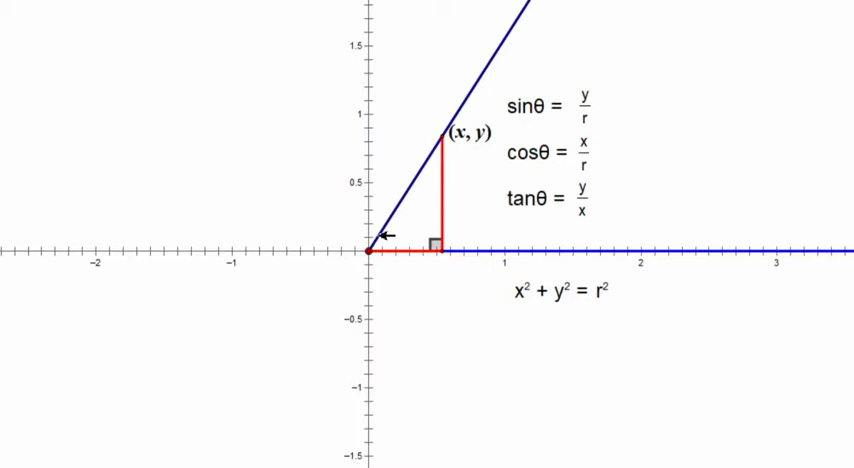 1.5
1
sinθ = y/r
(x, y)
cosθ = x/r
0.5
tanθ = y/x
−2 −1 0 1 2 3
x² + y² = r²
−0.5
−1
−1.5